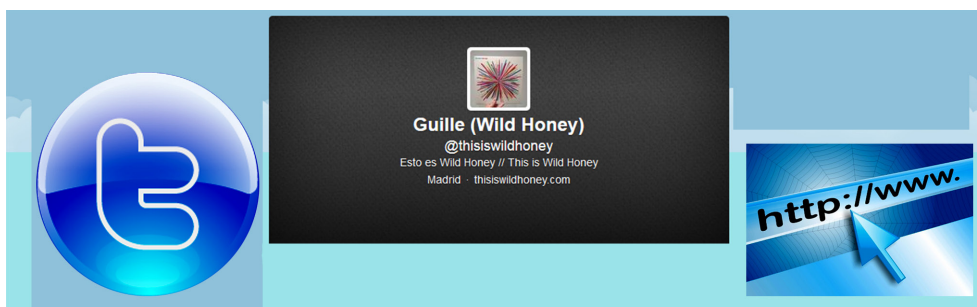 t
Guille (Wild Honey)
@thisiswildhoney
Esto es Wild Honey // This is Wild Honey
Madrid · thisiswildhoney.com
http://www.